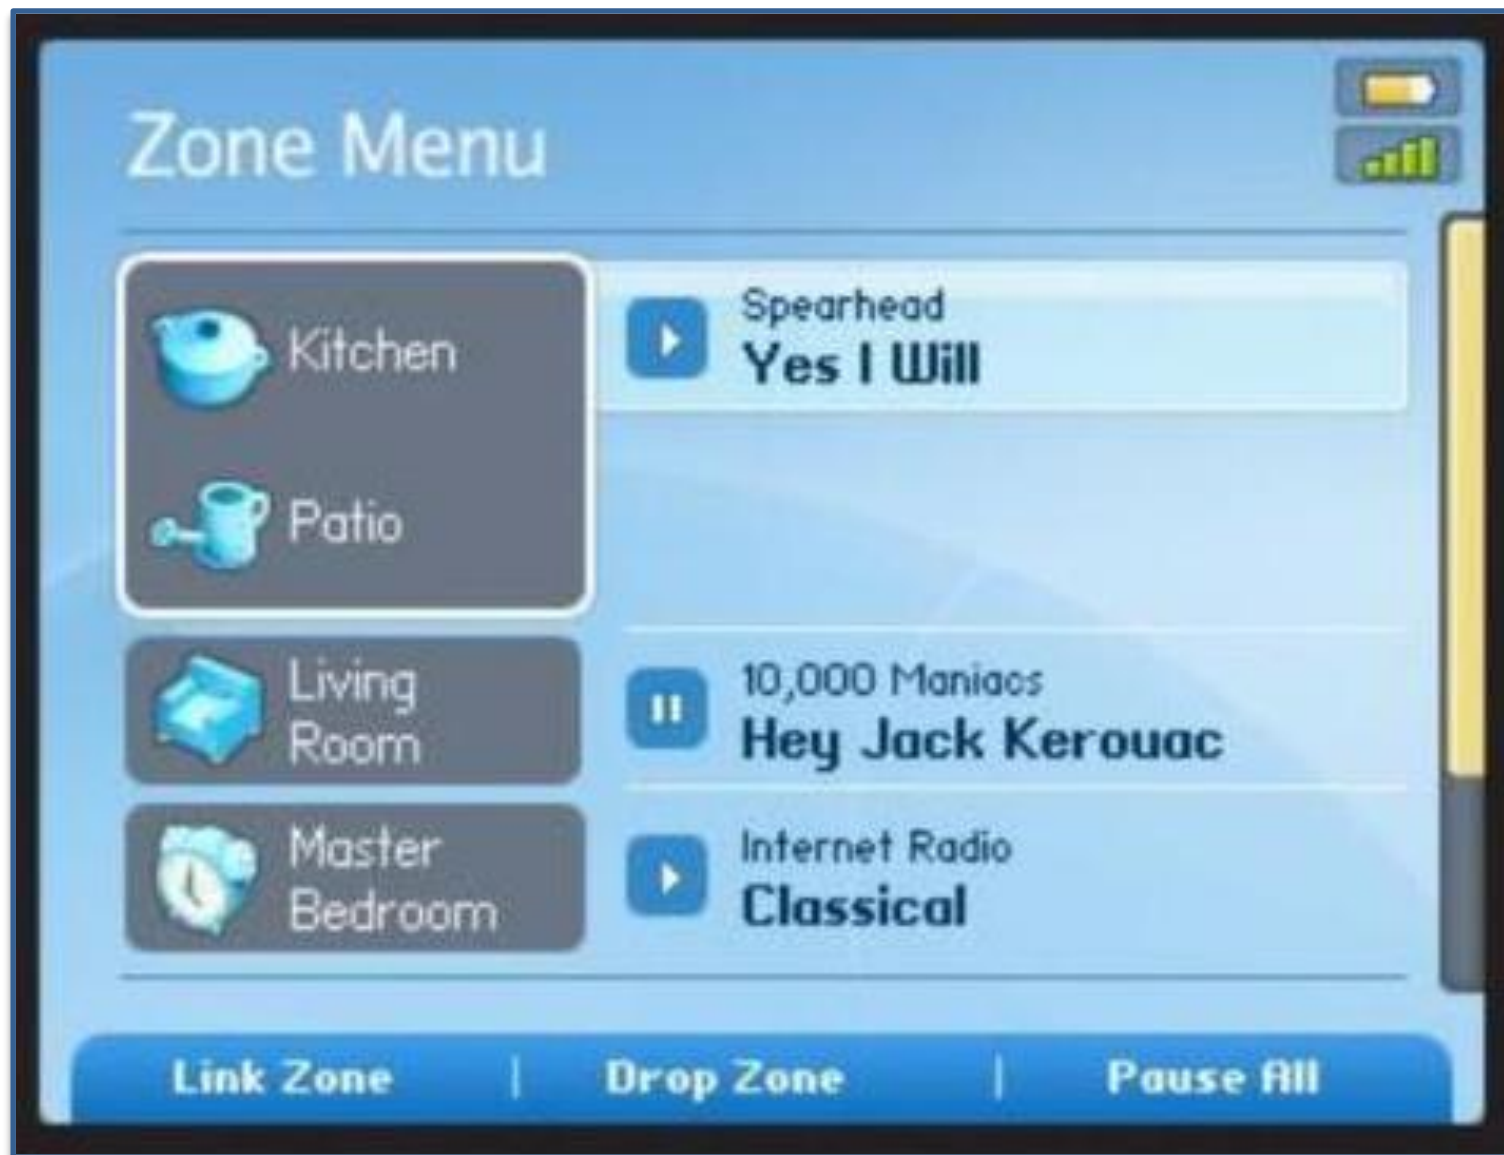 Zone Menu
Kitchen
Spearhead
Yes I Will
Patio
Living
Room
10,000 Maniacs
Hey Jack Kerouac
Master
Bedroom
Internet Radio
Classical
Link Zone | Drop Zone | Pause All